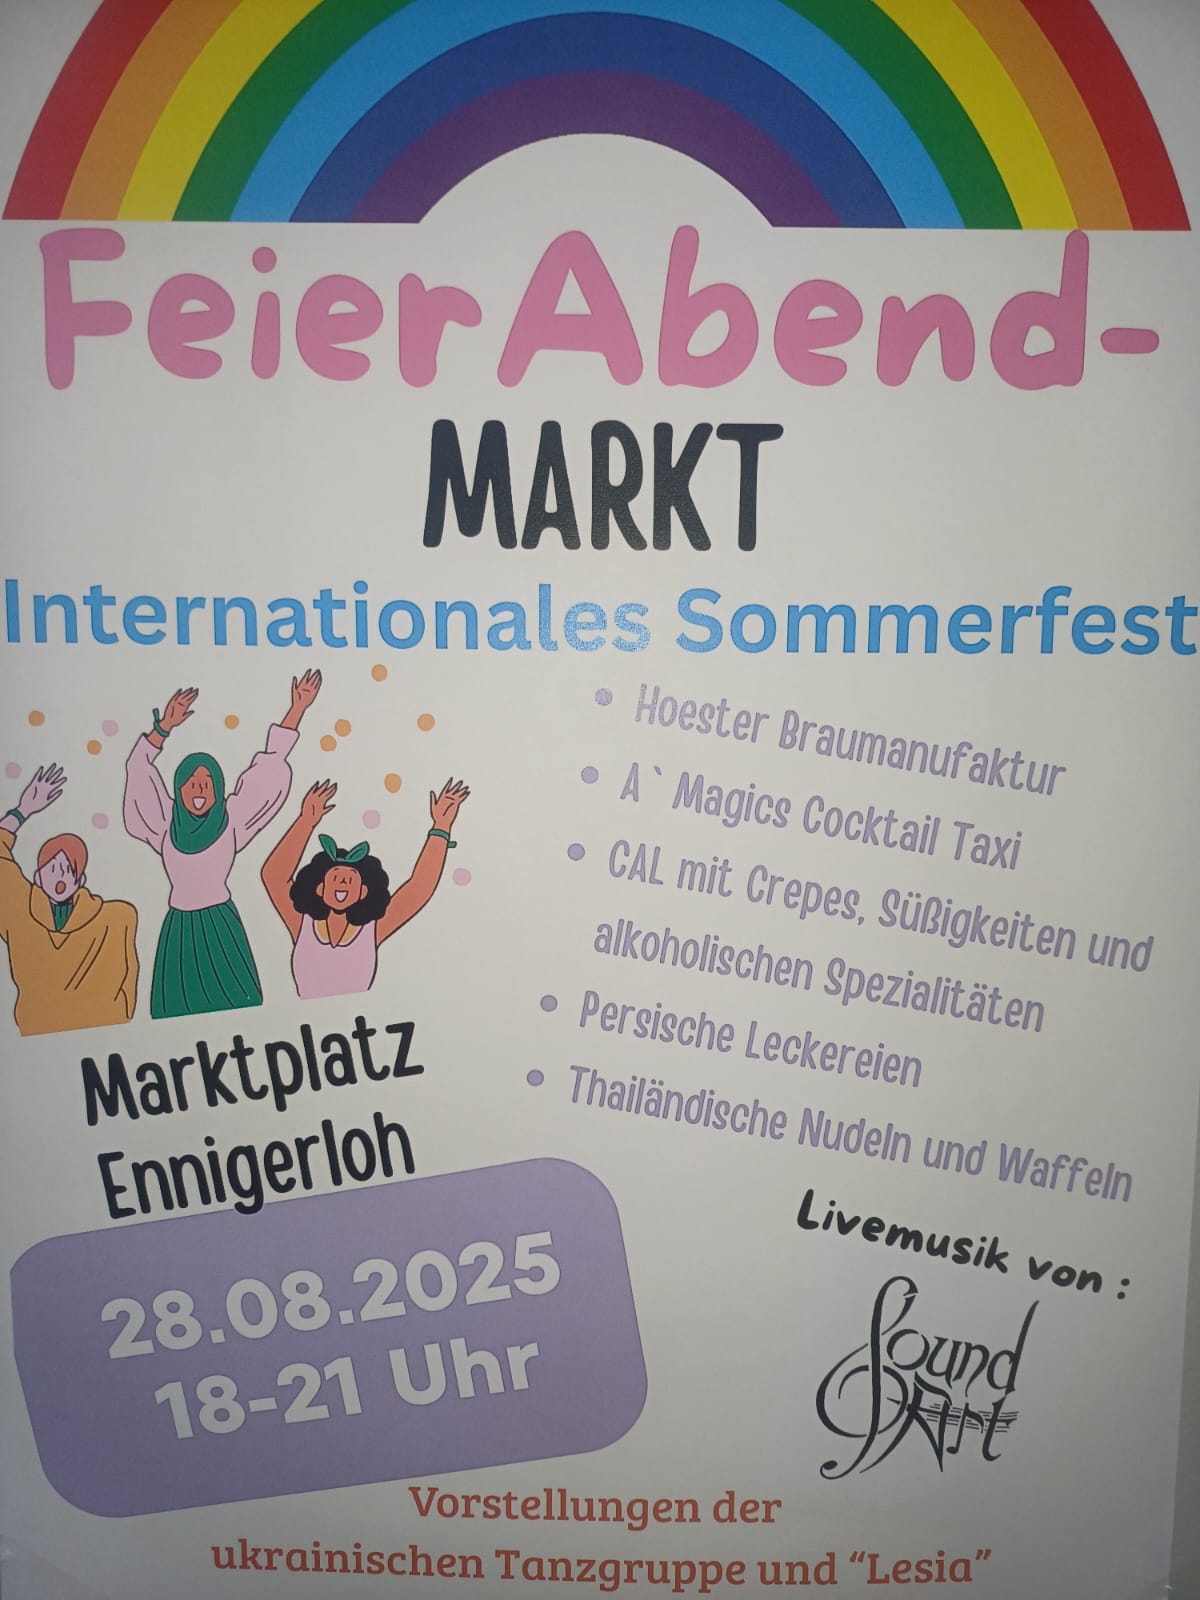 FeierAbend-
MARKT
Internationales Sommerfest
• Hoester Braumanufaktur
• A`Magics Cocktail Taxi
• CAL mit Crepes, Süßigkeiten und
alkoholischen Spezialitäten
• Persische Leckereien
• Thailändische Nudeln und Waffeln
Marktplatz
Ennigerloh
28.08.2025
18-21 Uhr
Livemusik von :
Sound
Art
Vorstellungen der
ukrainischen Tanzgruppe und “Lesia”